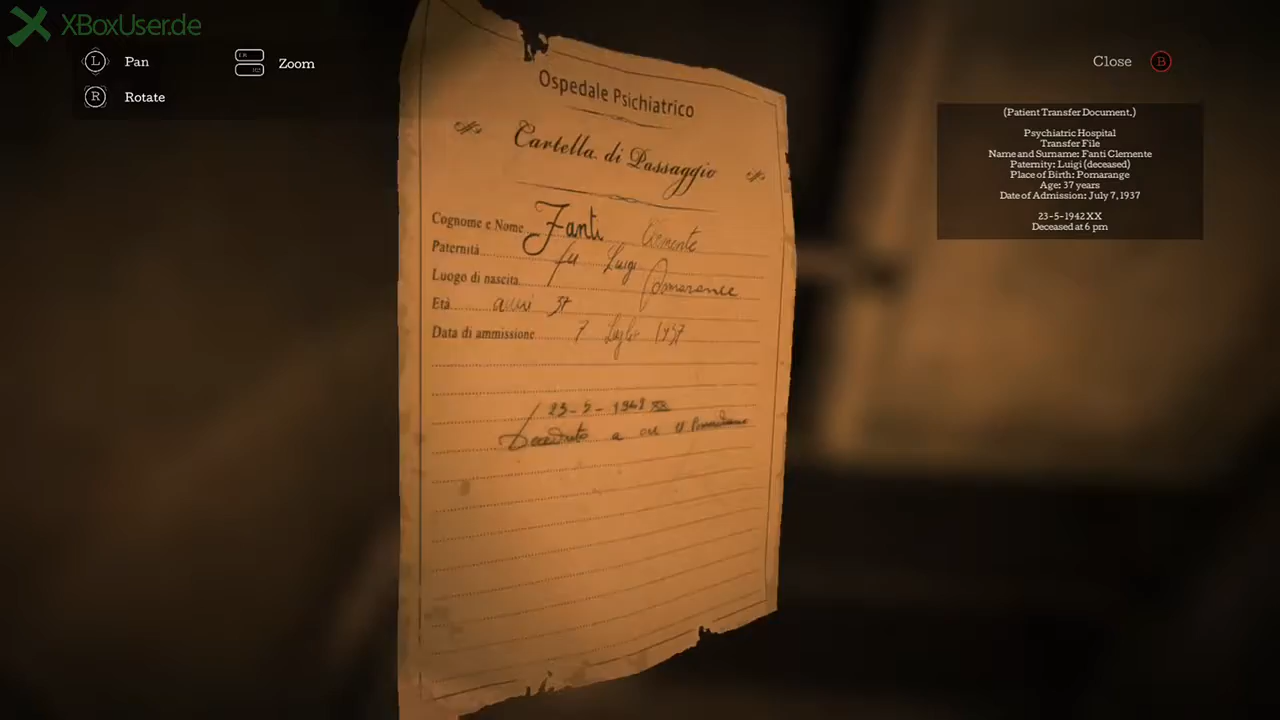 XBoxUser.de
L Pan
Zoom
R Rotate
Close B
Ospedale Psichiatrico
Cartella di Passaggio
Cognome e Nome Fanti Clemente
Paternità fu Luigi
Luogo di nascita Pomarance
Età anni 37
Data di ammissione 7 Luglio 1937
23-5-1942 XX
Deceduto a
(Patient Transfer Document.)
Psychiatric Hospital
Transfer File
Name and Surname: Fanti Clemente
Paternity: Luigi (deceased)
Place of Birth: Pomarange
Age: 37 years
Date of Admission: July 7, 1937
23-5-1942 XX
Deceased at 6 pm